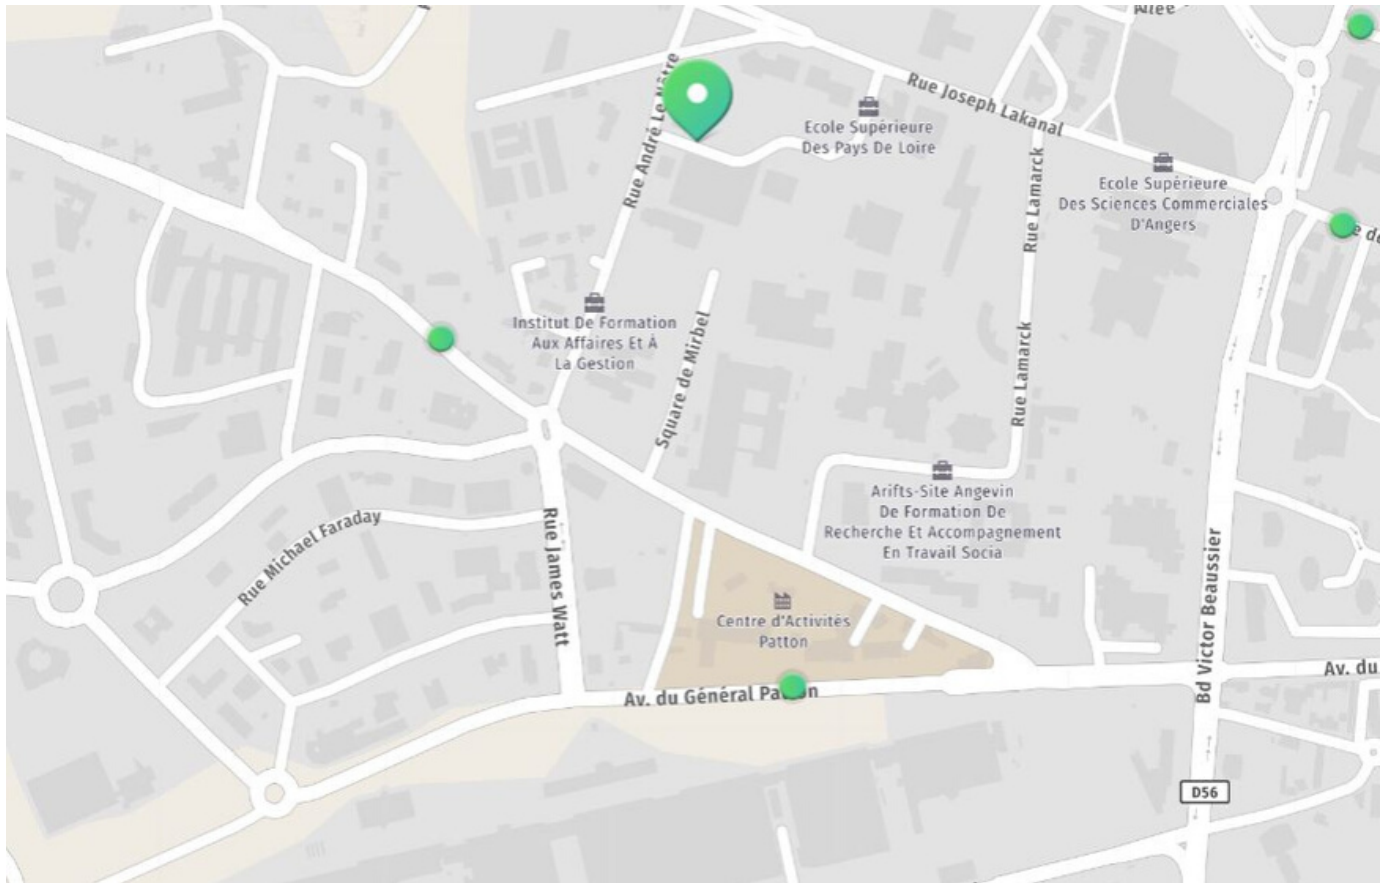 Allée
Rue Joseph Lakanal
Rue André Le Nôtre
Ecole Supérieure
Des Pays De Loire
Ecole Supérieure
Des Sciences Commerciales
D'Angers
Rue Lamarck
Institut De Formation
Aux Affaires Et À
La Gestion
Square de Mirbel
Rue Lamarck
Arifts-Site Angevin
De Formation De
Recherche Et Accompagnement
En Travail Socia
Rue Michael Faraday
Rue James Watt
Centre d'Activités
Patton
Bd Victor Beaussier
Av. du Général Patton
Av. du
D56